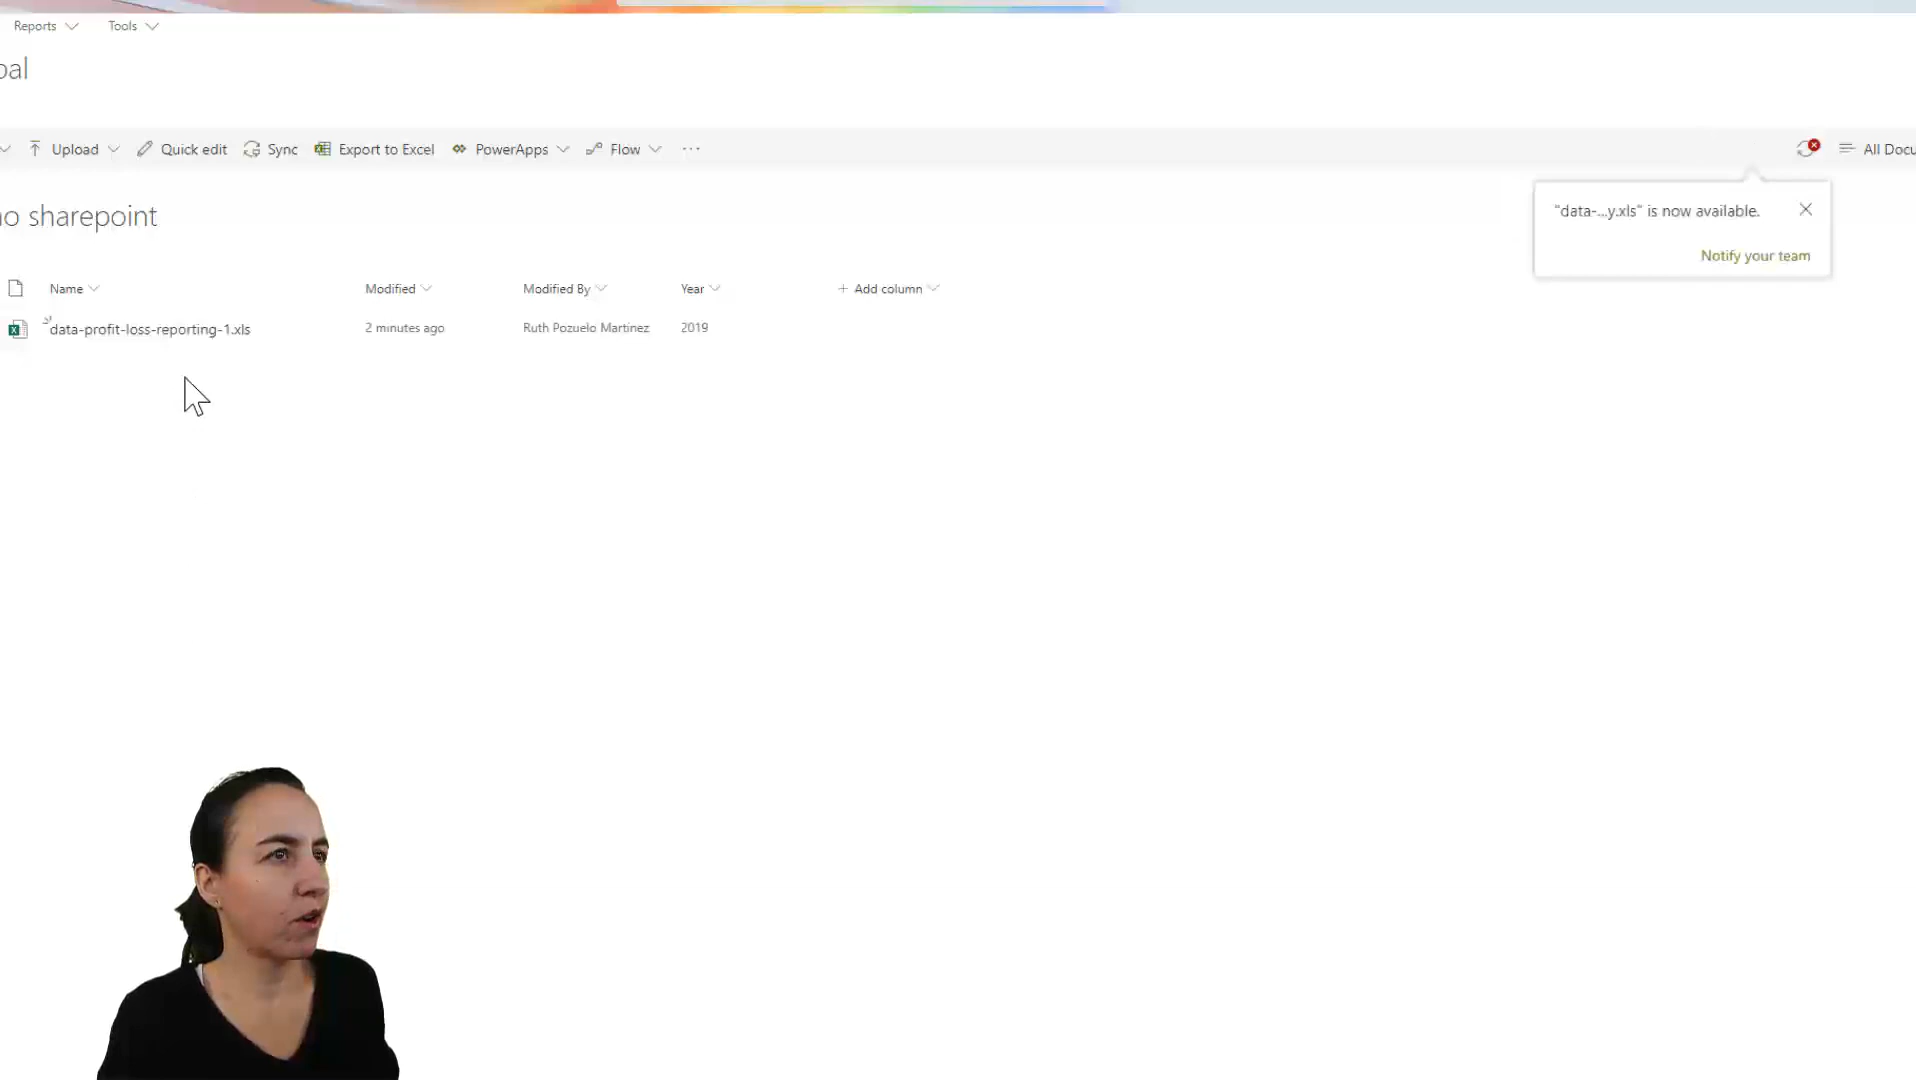 Reports Tools
oal
Upload Quick edit Sync Export to Excel PowerApps Flow ... All Docu
no sharepoint
"data-...y.xls" is now available.
Notify your team
Name Modified Modified By Year + Add column
data-profit-loss-reporting-1.xls 2 minutes ago Ruth Pozuelo Martinez 2019